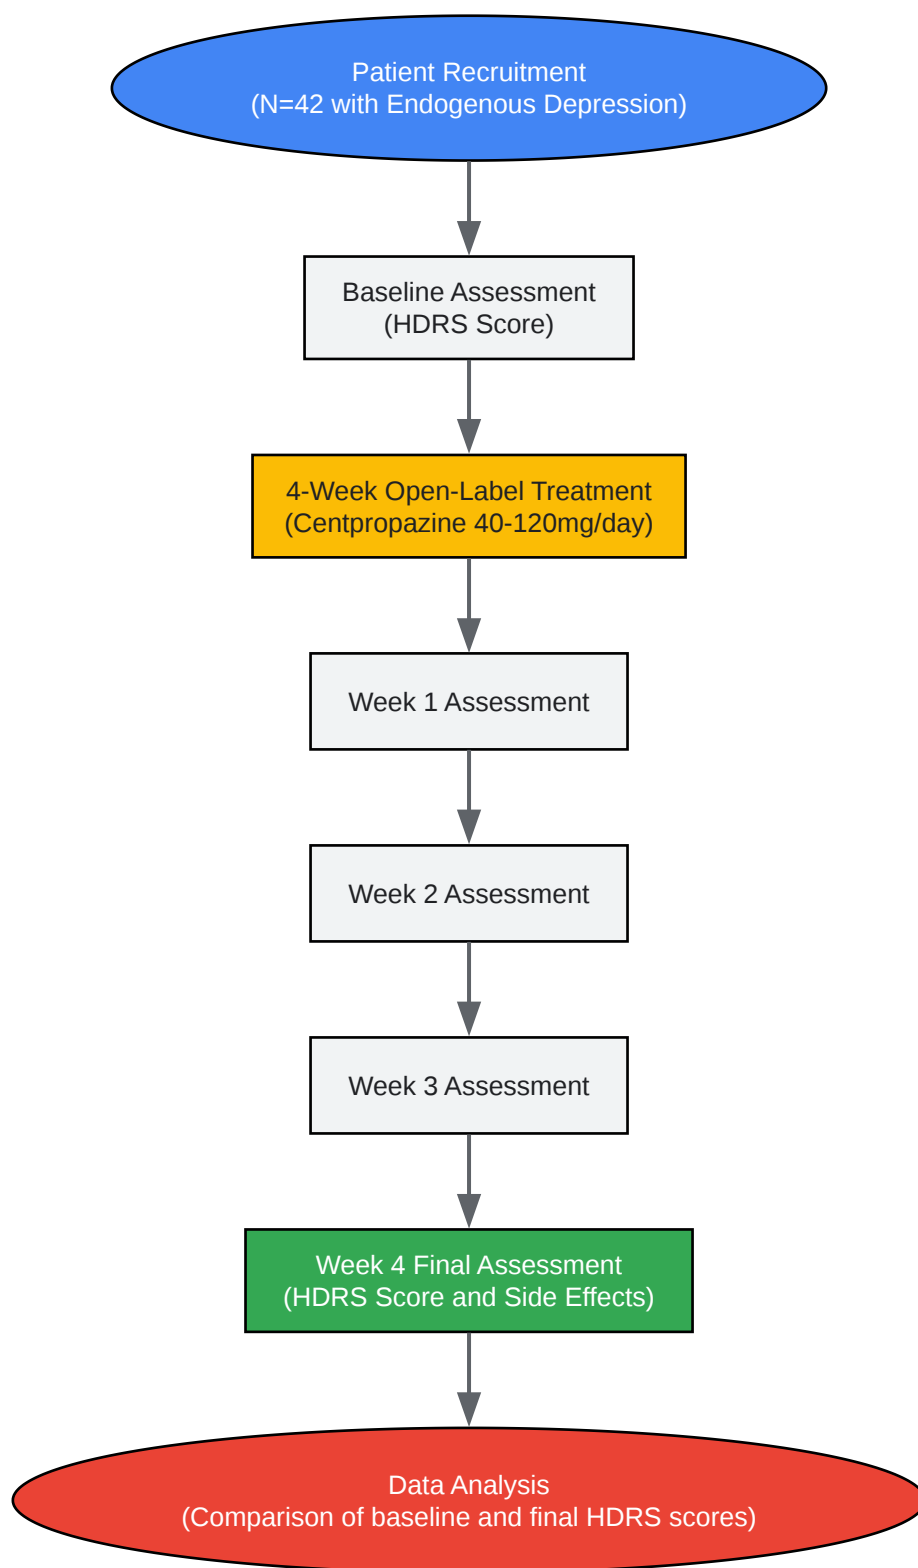 Patient Recruitment
(N=42 with Endogenous Depression)
Baseline Assessment
(HDRS Score)
4-Week Open-Label Treatment
(Centpropazine 40-120mg/day)
Week 1 Assessment
Week 2 Assessment
Week 3 Assessment
Week 4 Final Assessment
(HDRS Score and Side Effects)
Data Analysis
(Comparison of baseline and final HDRS scores)